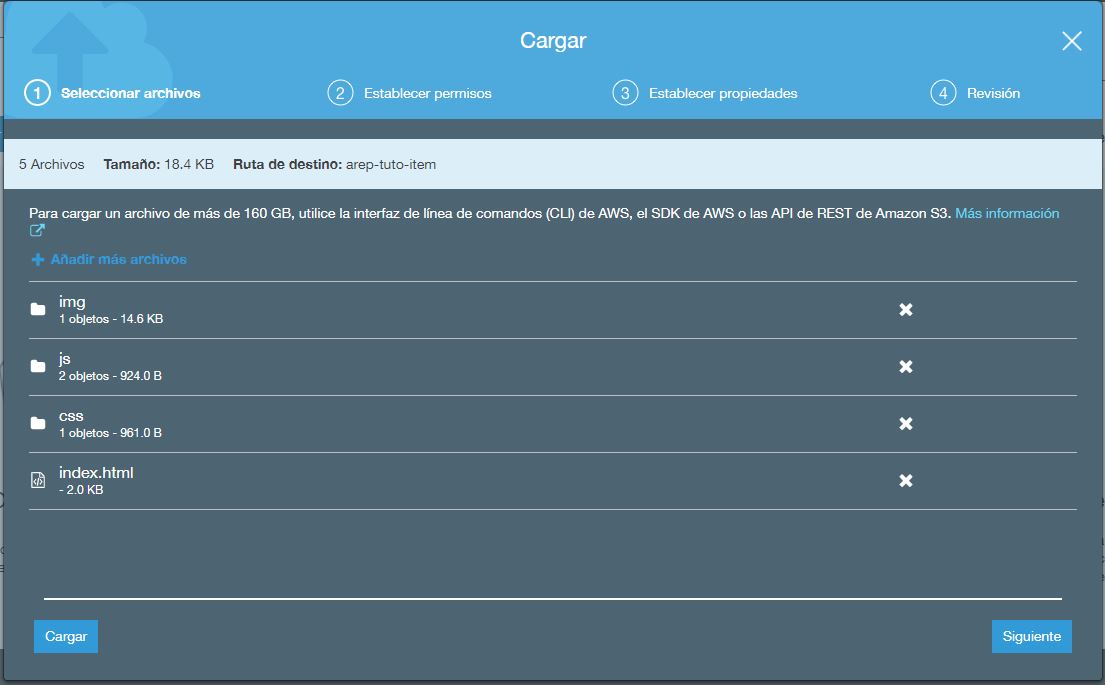 Cargar
1 Seleccionar archivos 2 Establecer permisos 3 Establecer propiedades 4 Revisión
5 Archivos Tamaño: 18.4 KB Ruta de destino: arep-tuto-item
Para cargar un archivo de más de 160 GB, utilice la interfaz de línea de comandos (CLI) de AWS, el SDK de AWS o las API de REST de Amazon S3. Más información
Añadir más archivos
img
1 objetos - 14.6 KB
js
2 objetos - 924.0 B
css
1 objetos - 961.0 B
index.html
- 2.0 KB
Cargar Siguiente